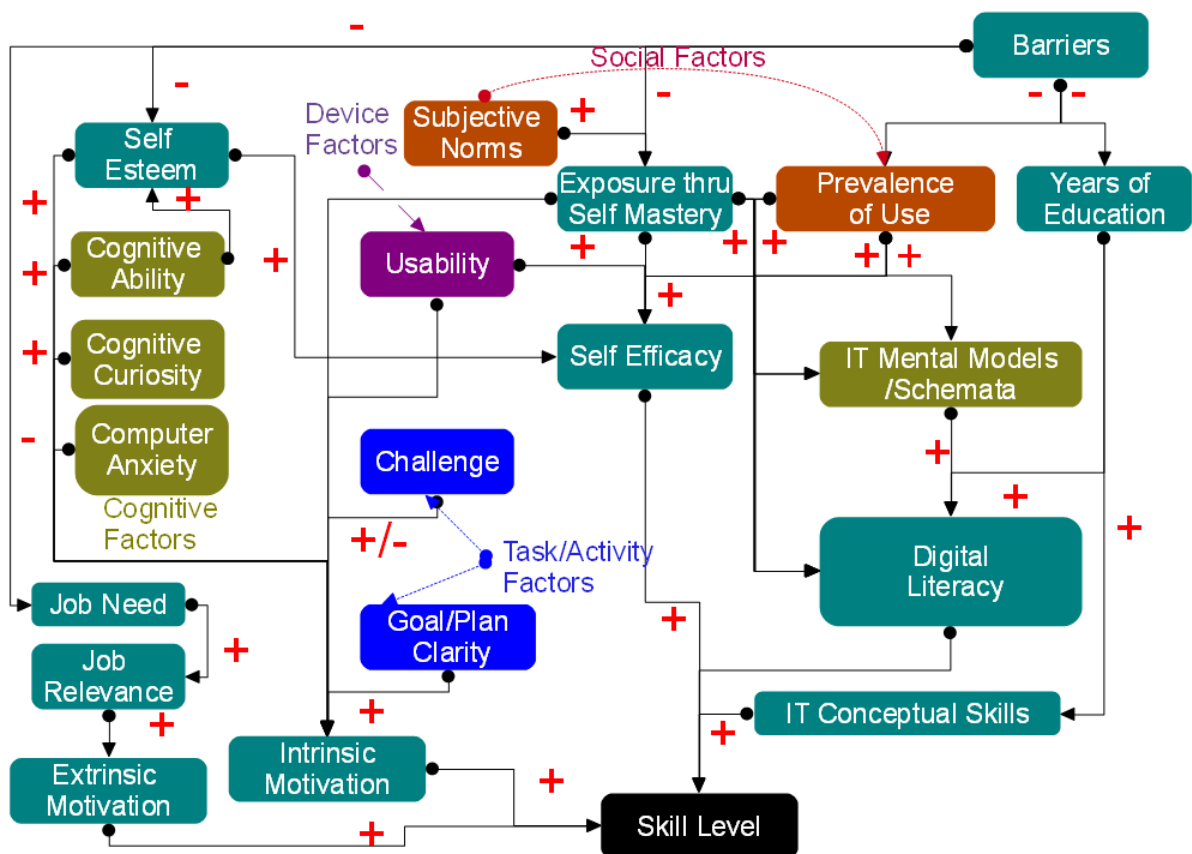 -
Barriers
Social Factors
-
-
-
-
Device
Factors
Subjective
Norms
+
Self
Esteem
+
+
Exposure thru
Self Mastery
Prevalence
of Use
Years of
Education
Cognitive
Ability
+
+
Usability
+
+
+
+
+
+
Cognitive
Curiosity
+
Self Efficacy
IT Mental Models
/Schemata
Computer
Anxiety
-
Cognitive
Factors
Challenge
+
+
+
+/-
Task/Activity
Factors
Digital
Literacy
Job Need
+
Goal/Plan
Clarity
+
Job
Relevance
+
+
IT Conceptual Skills
+
Extrinsic
Motivation
Intrinsic
Motivation
+
+
Skill Level